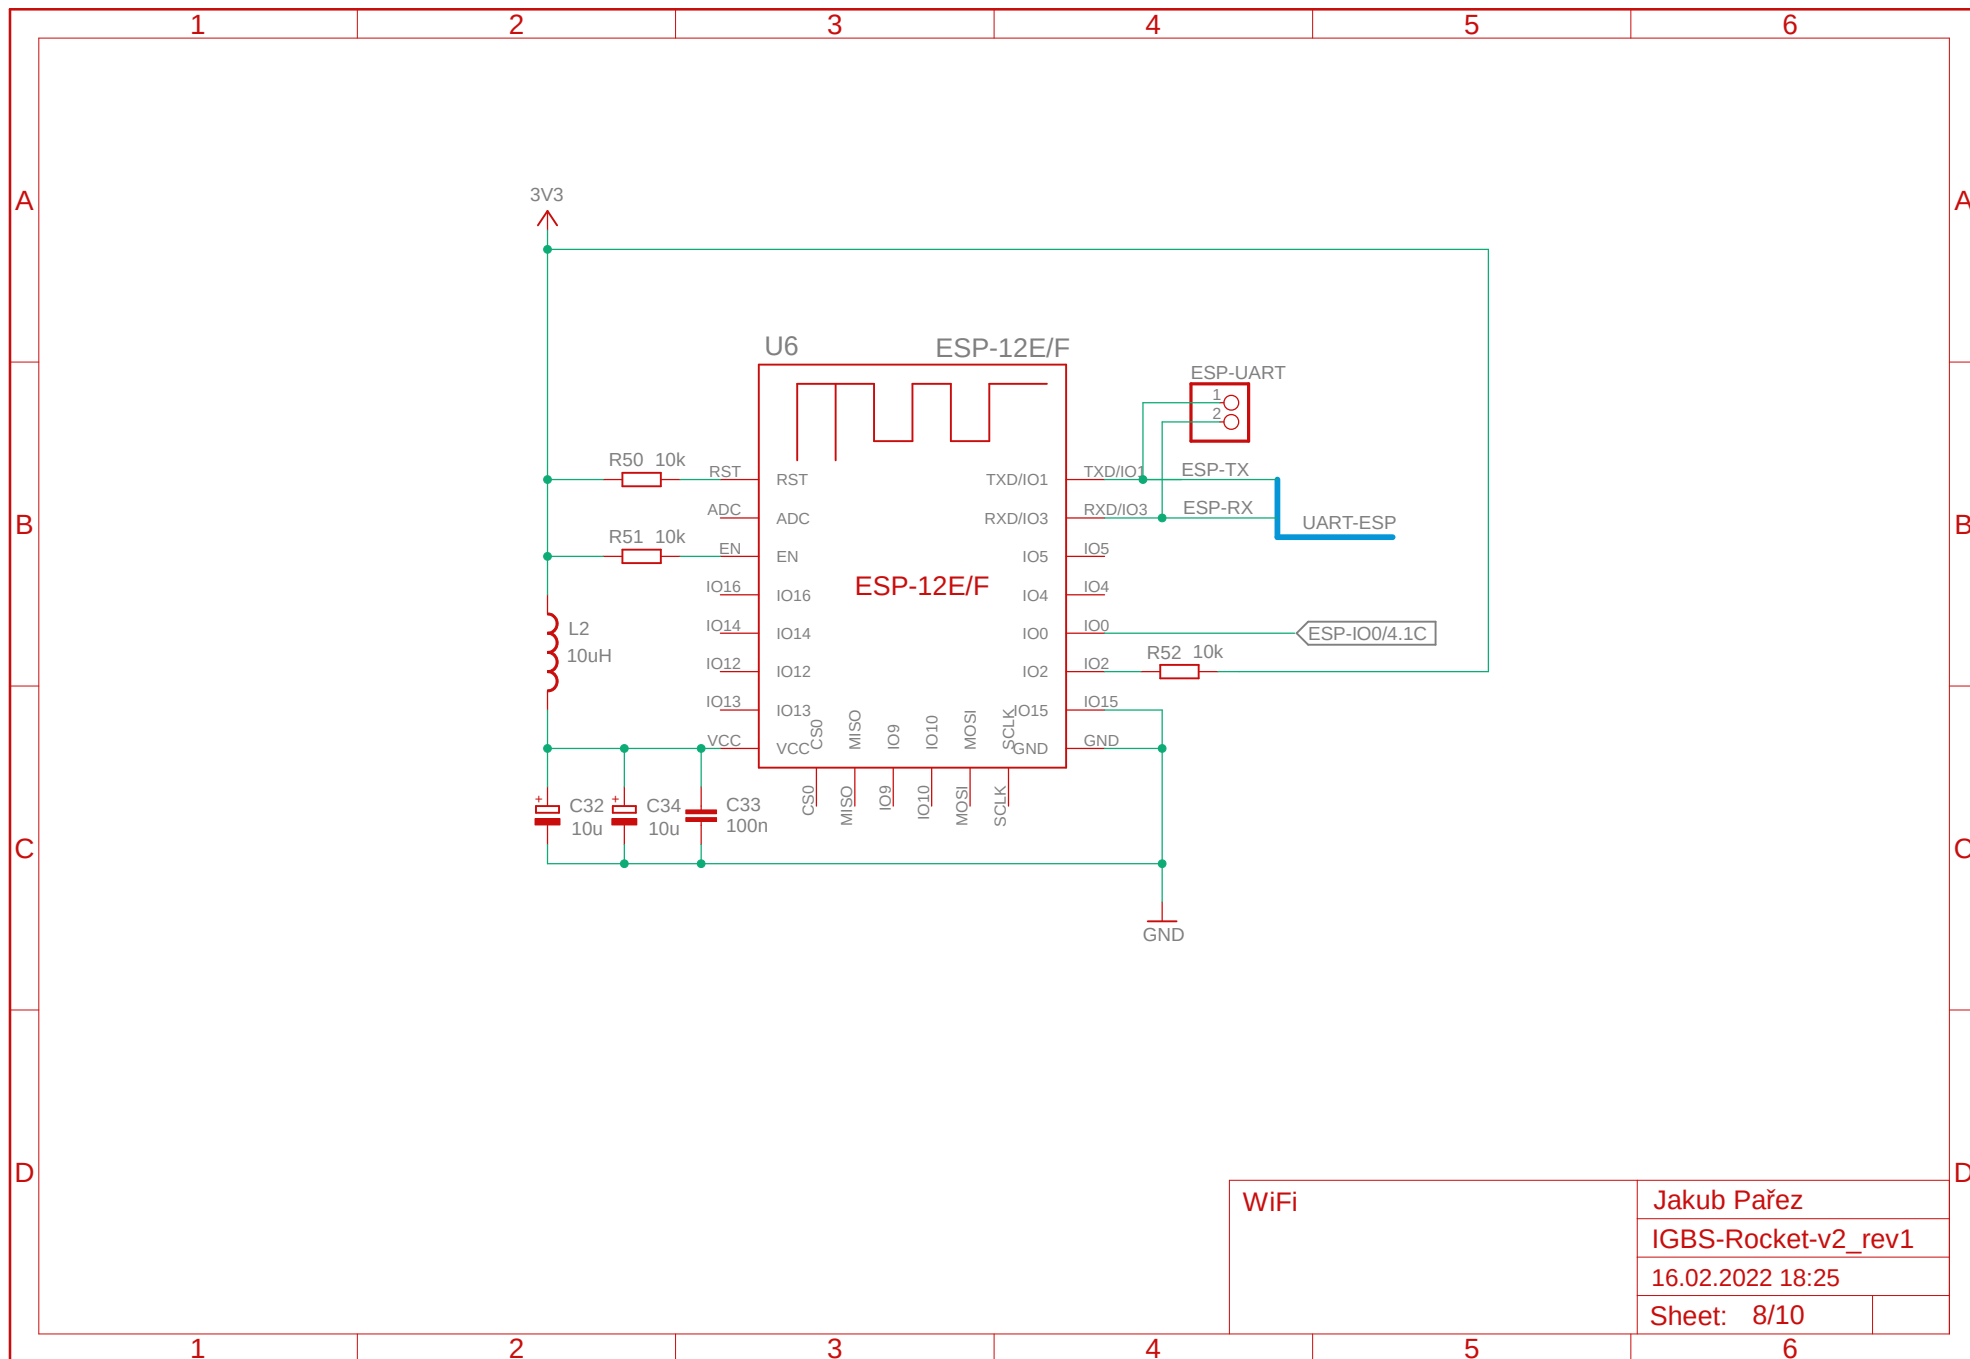 1 2 3 4 5 6
A A
3V3
U6 ESP-12E/F
ESP-UART
1
2
R50 10k RST RST TXD/IO1 TXD/IO1 ESP-TX
ADC ADC RXD/IO3 RXD/IO3 ESP-RX
B B
UART-ESP
R51 10k EN EN IO5 IO5
ESP-12E/F
IO16 IO16 IO4 IO4
L2
10uH
IO14 IO14 IO0 IO0 ESP-IO0/4.1C
R52 10k
IO12 IO12 IO2 IO2
IO13 IO13 IO15 IO15
CS0 MISO IO9 IO10 MOSI SCLK
VCC VCC GND GND
CS0 MISO IO9 IO10 MOSI SCLK
+ C32 + C34 C33
10u 10u 100n
C C
GND
D D
WiFi
Jakub Pařez
IGBS-Rocket-v2_rev1
16.02.2022 18:25
Sheet: 8/10
1 2 3 4 5 6